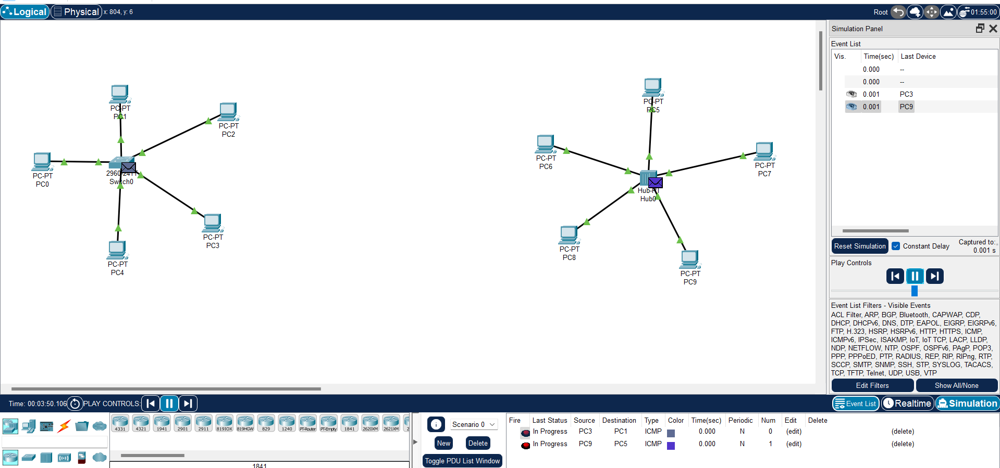 Logical
Physical
x: 804, y: 6
Root
01:55:00
PC-PT
PC1
PC-PT
PC2
PC-PT
PC0
Switch0
PC-PT
PC3
PC-PT
PC4
PC-PT
PC5
PC-PT
PC6
PC-PT
PC7
Hub-PT
Hub0
PC-PT
PC8
PC-PT
PC9
Simulation Panel
Event List
Vis. Time(sec) Last Device
0.000 --
0.000 --
0.001 PC3
0.001 PC9
Reset Simulation
Constant Delay
Captured to:
0.001 s
Play Controls
Event List Filters - Visible Events
ACL Filter, ARP, BGP, Bluetooth, CAPWAP, CDP,
DHCP, DHCPv6, DNS, DTP, EAPOL, EIGRP, EIGRPv6,
FTP, H.323, HSRP, HSRPv6, HTTP, HTTPS, ICMP,
ICMPv6, IPSec, ISAKMP, IoT, IoT TCP, LACP, LLDP,
NDP, NETFLOW, NTP, OSPF, OSPFv6, PAgP, POP3,
PPP, PPPoED, PTP, RADIUS, REP, RIP, RIPng, RTP,
SCCP, SMTP, SNMP, SSH, STP, SYSLOG, TACACS,
TCP, TFTP, Telnet, UDP, USB, VTP
Edit Filters
Show All/None
Time: 00:03:50.106
PLAY CONTROLS:
Event List
Realtime
Simulation
4331
4321
1941
2901
2911
819IOX
819HGW
829
1240
PT-Router
PT-Empty
1841
2620XM
2621XM
2
1841
Scenario 0
New
Delete
Toggle PDU List Window
Fire Last Status Source Destination Type Color Time(sec) Periodic Num Edit Delete
In Progress PC3 PC1 ICMP 0.000 N 0 (edit) (delete)
In Progress PC9 PC5 ICMP 0.000 N 1 (edit) (delete)